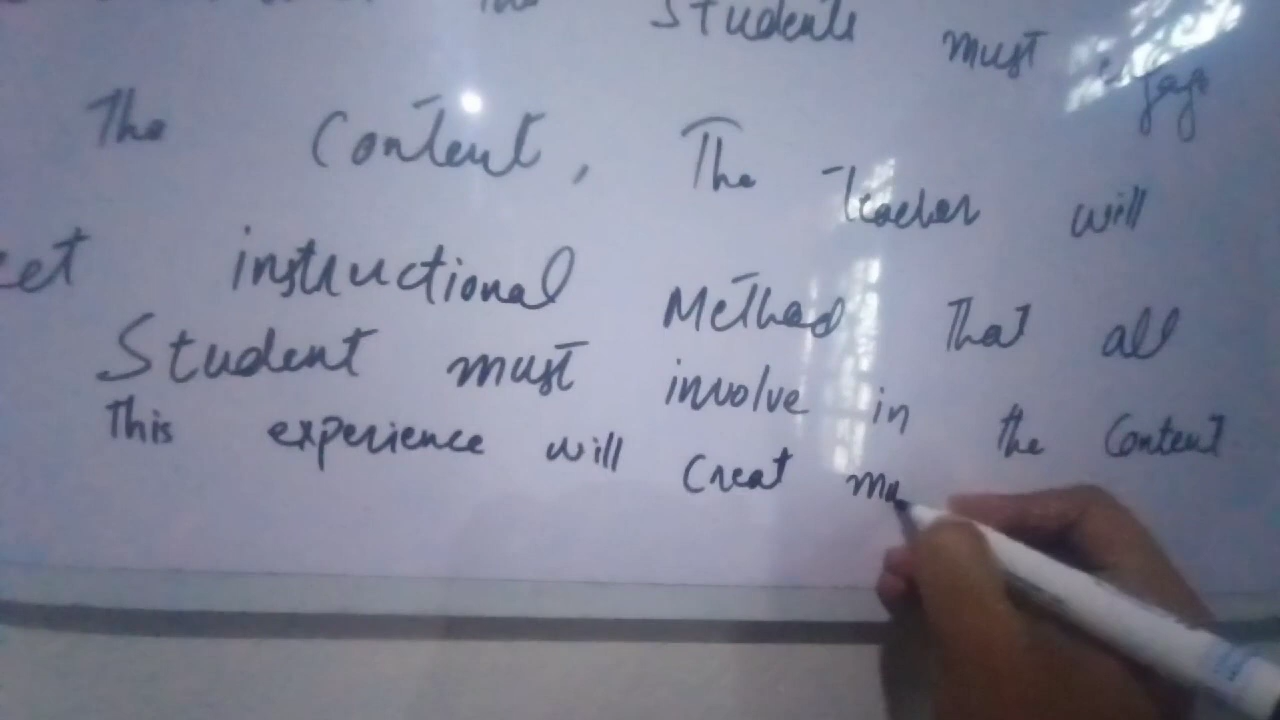 The Students must
The Content, The Teacher will
instructional Method That all
Student must involve in the Content
This experience will Creat